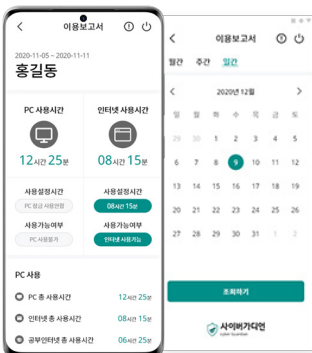 이용보고서
2020-11-05 ~ 2020-11-11
홍길동
PC 사용시간
인터넷 사용시간
12시간 25분
08시간 15분
사용설정시간
사용설정시간
PC 잠금 사용안함
08시간 15분
사용가능여부
사용가능여부
PC 사용불가
인터넷 사용가능
PC 사용
PC 총 사용시간
12시간 25분
인터넷 총 사용시간
08시간 15분
공부인터넷 총 사용시간
06시간 25분
이용보고서
월간 주간 일간
2020년 12월
일 월 화 수 목 금 토
29 30 1 2 3 4 5
6 7 8 9 10 11 12
13 14 15 16 17 18 19
20 21 22 23 24 25 26
27 28 29 30 31 1 2
조회하기
사이버가디언
Cyber Guardian